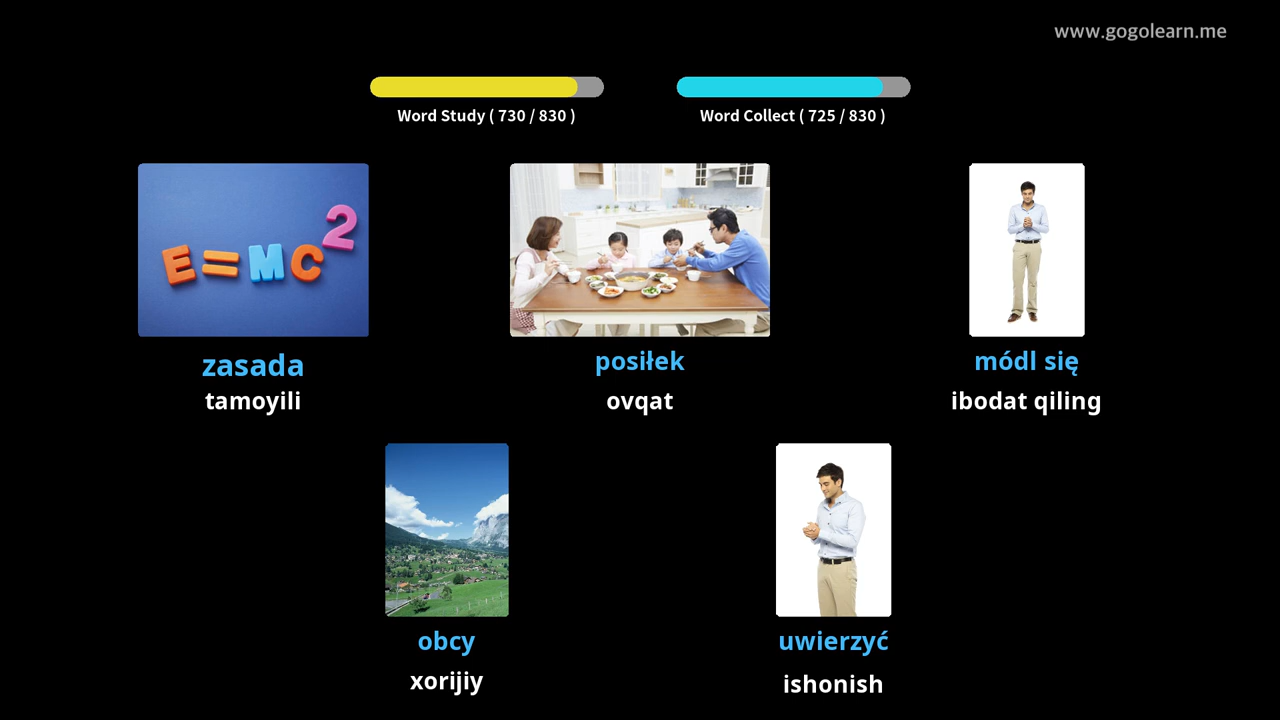 www.gogolearn.me
Word Study ( 730 / 830 )
Word Collect ( 725 / 830 )
E=MC2
zasada
tamoyili
posiłek
ovqat
módl się
ibodat qiling
obcy
xorijiy
uwierzyć
ishonish